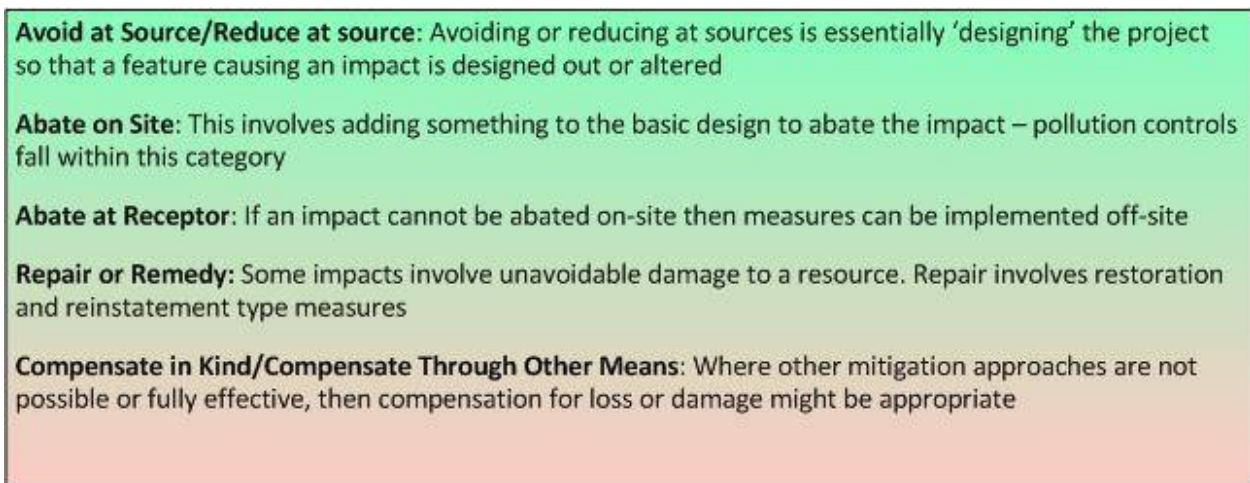 Avoid at Source/Reduce at source: Avoiding or reducing at sources is essentially ‘designing’ the project
so that a feature causing an impact is designed out or altered
Abate on Site: This involves adding something to the basic design to abate the impact – pollution controls
fall within this category
Abate at Receptor: If an impact cannot be abated on-site then measures can be implemented off-site
Repair or Remedy: Some impacts involve unavoidable damage to a resource. Repair involves restoration
and reinstatement type measures
Compensate in Kind/Compensate Through Other Means: Where other mitigation approaches are not
possible or fully effective, then compensation for loss or damage might be appropriate